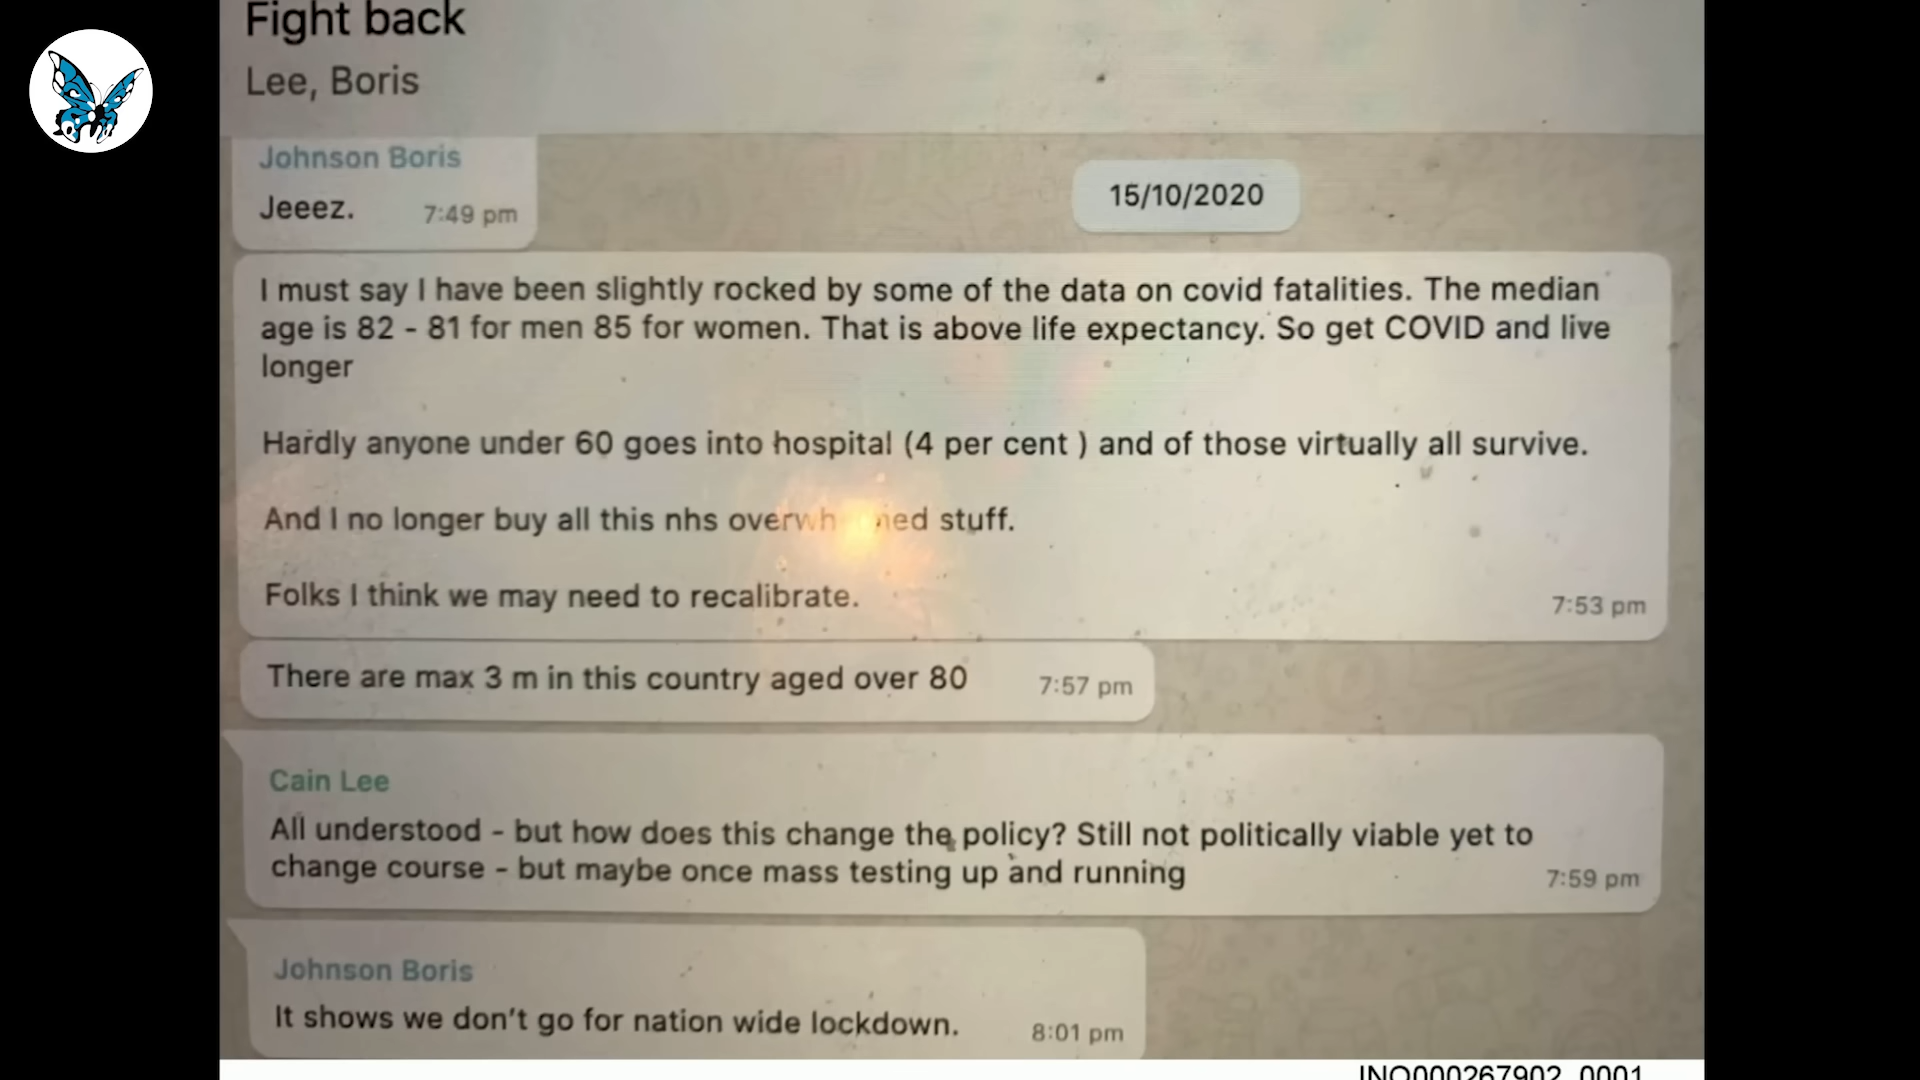 Fight back
Lee, Boris
Johnson Boris
Jeeez. 7:49 pm
15/10/2020
I must say I have been slightly rocked by some of the data on covid fatalities. The median
age is 82 - 81 for men 85 for women. That is above life expectancy. So get COVID and live
longer
Hardly anyone under 60 goes into hospital (4 per cent ) and of those virtually all survive.
And I no longer buy all this nhs stuff.
Folks I think we may need to recalibrate.
7:53 pm
There are max 3 m in this country aged over 80 7:57 pm
Cain Lee
All understood - but how does this change the policy? Still not politically viable yet to
change course - but maybe once mass testing up and running
7:59 pm
Johnson Boris
It shows we don't go for nation wide lockdown. 8:01 pm
INQ000267902_0001